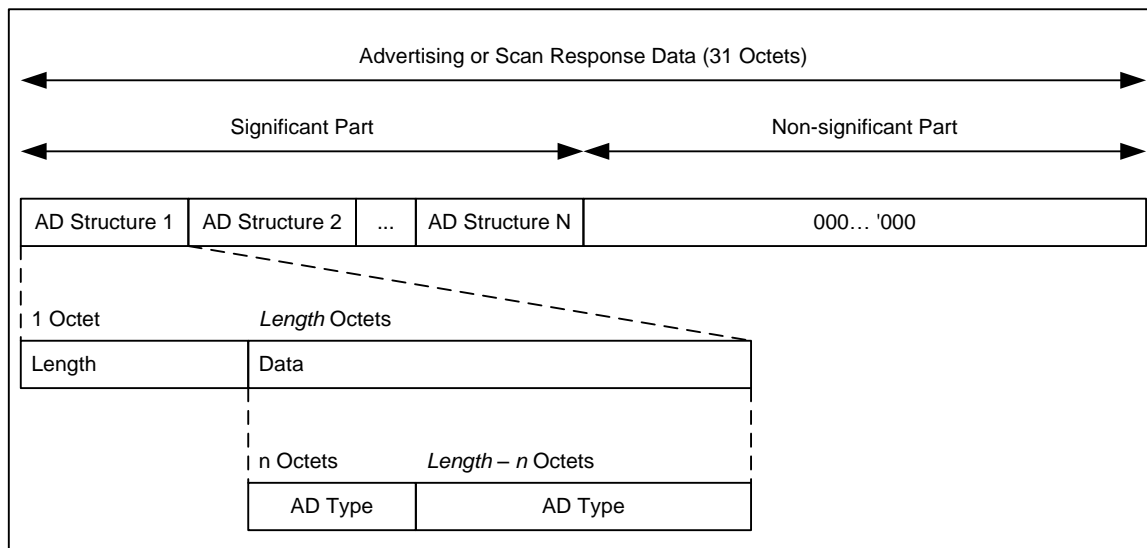 Advertising or Scan Response Data (31 Octets)
Significant Part Non-significant Part
AD Structure 1 AD Structure 2 ... AD Structure N 000… '000
1 Octet Length Octets
Length Data
n Octets Length – n Octets
AD Type AD Type